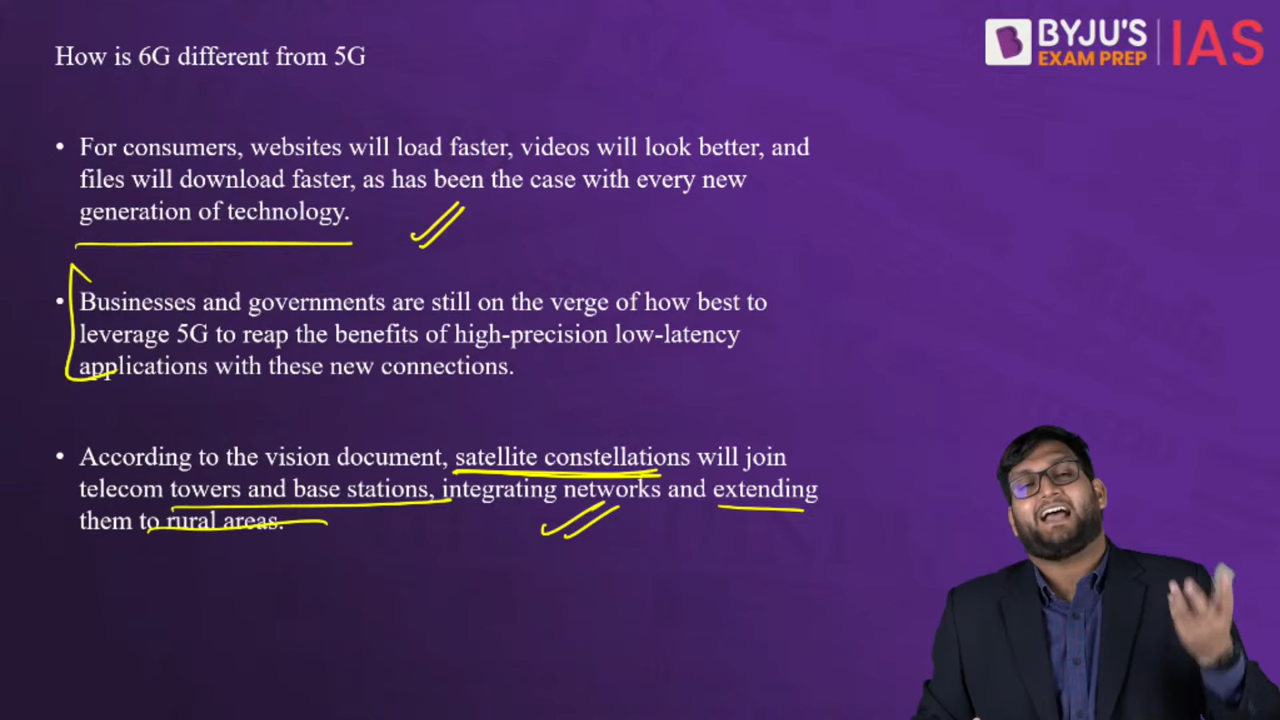 How is 6G different from 5G
BYJU'S
EXAM PREP
IAS
• For consumers, websites will load faster, videos will look better, and
files will download faster, as has been the case with every new
generation of technology.
• Businesses and governments are still on the verge of how best to
leverage 5G to reap the benefits of high-precision low-latency
applications with these new connections.
• According to the vision document, satellite constellations will join
telecom towers and base stations, integrating networks and extending
them to rural areas.